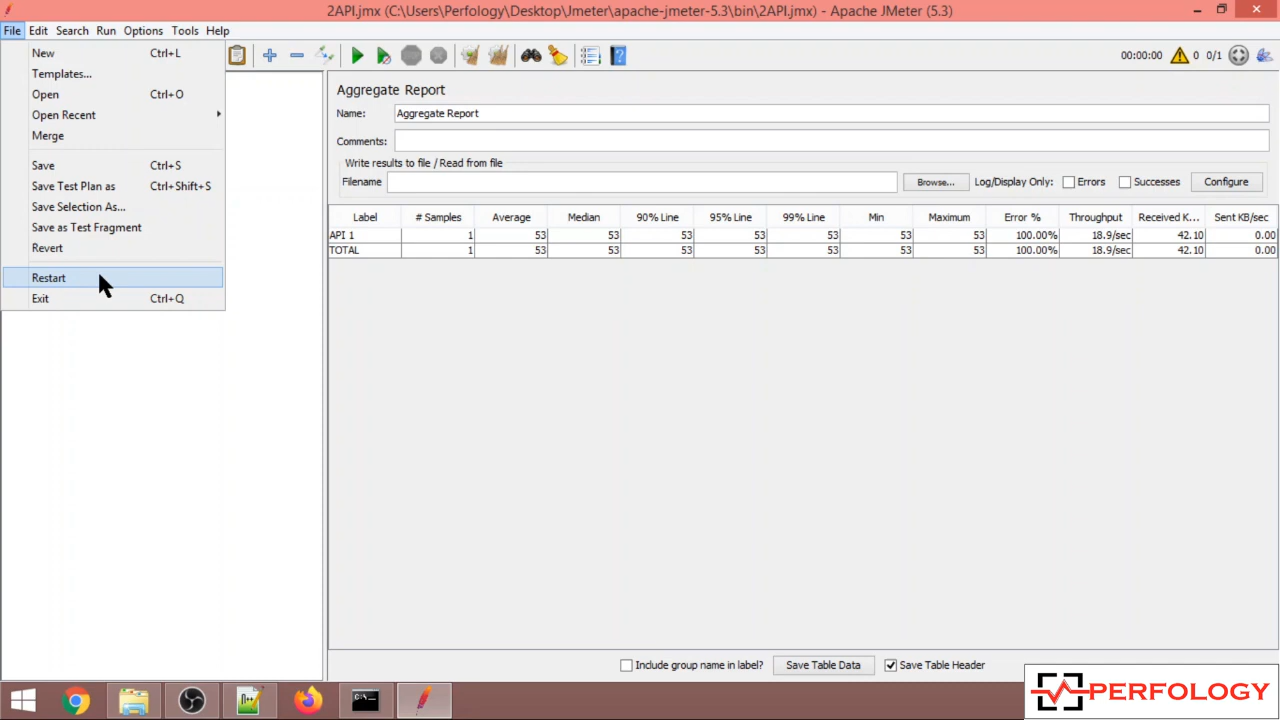 2API.jmx (C:\Users\Perfology\Desktop\Jmeter\apache-jmeter-5.3\bin\2API.jmx) - Apache JMeter (5.3)
File Edit Search Run Options Tools Help
00:00:00 0 0/1
New Ctrl+L
Templates...
Open Ctrl+O
Open Recent
Merge
Save Ctrl+S
Save Test Plan as Ctrl+Shift+S
Save Selection As...
Save as Test Fragment
Revert
Restart
Exit Ctrl+Q
Aggregate Report
Name: Aggregate Report
Comments:
Write results to file / Read from file
Filename Browse... Log/Display Only: Errors Successes Configure
Label # Samples Average Median 90% Line 95% Line 99% Line Min Maximum Error % Throughput Received K... Sent KB/sec
API 1 1 53 53 53 53 53 53 53 100.00% 18.9/sec 42.10 0.00
TOTAL 1 53 53 53 53 53 53 53 100.00% 18.9/sec 42.10 0.00
Include group name in label? Save Table Data Save Table Header
PERFOLOGY